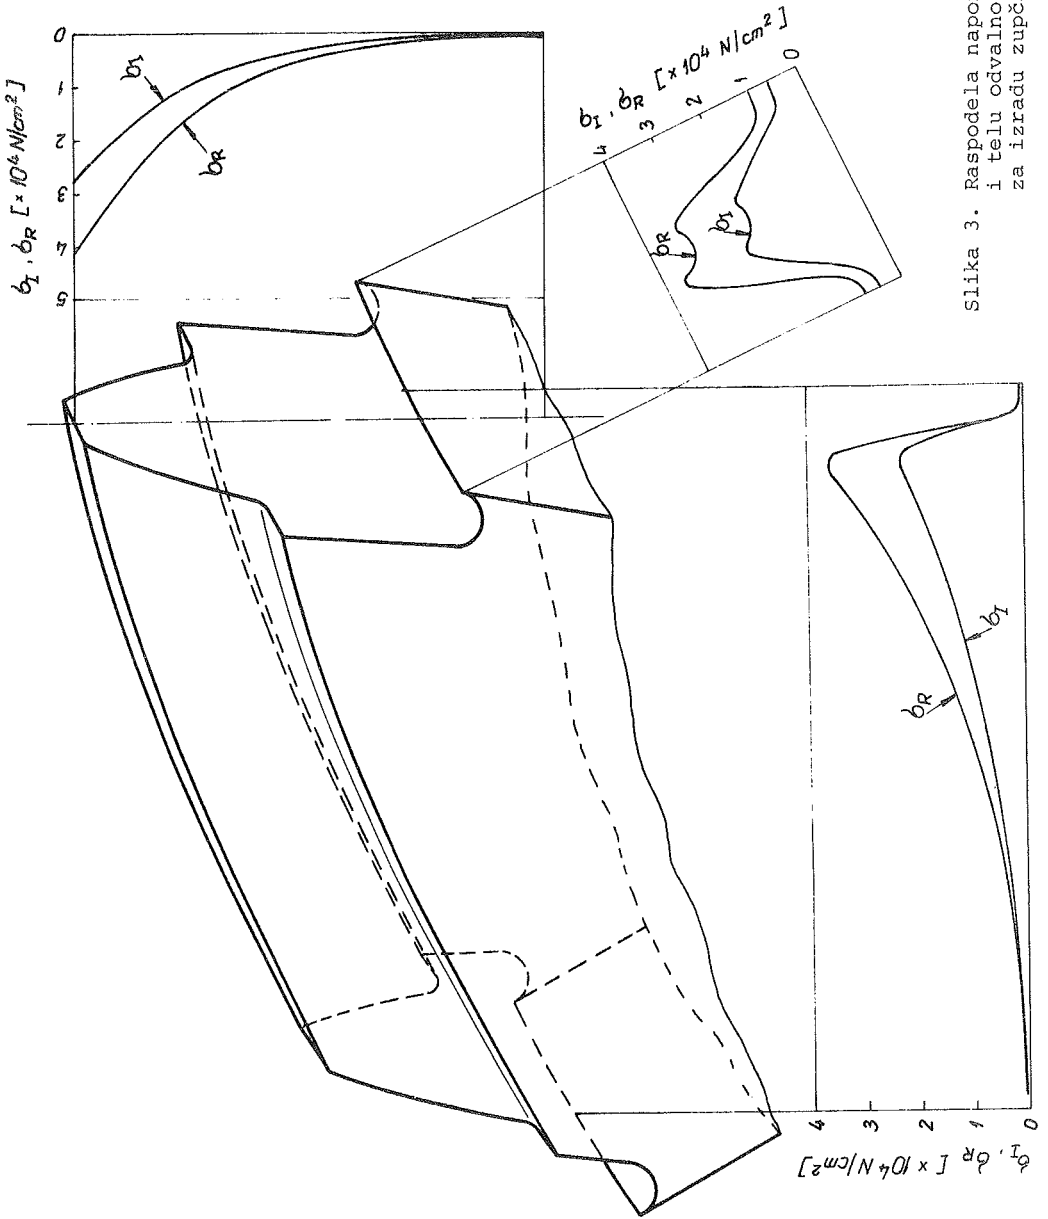 0
1
2
3
4
5
σI, σR [×10⁴ N/cm²]
σI
σR
σI, σR [×10⁴ N/cm²]
0
1
2
3
4
σR
σI
σI, σR [×10⁴ N/cm²]
4
3
2
1
0
σI
σR
Slika 3. Raspodela napo
i telu odvalno
za izradu zupč